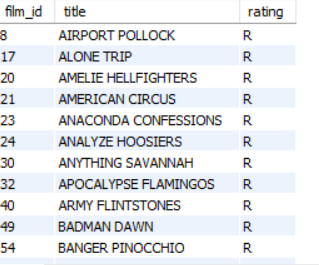 film_id title rating
8 AIRPORT POLLOCK R
17 ALONE TRIP R
20 AMELIE HELLFIGHTERS R
21 AMERICAN CIRCUS R
23 ANACONDA CONFESSIONS R
24 ANALYZE HOOSIERS R
30 ANYTHING SAVANNAH R
32 APOCALYPSE FLAMINGOS R
40 ARMY FLINTSTONES R
49 BADMAN DAWN R
54 BANGER PINOCCHIO R